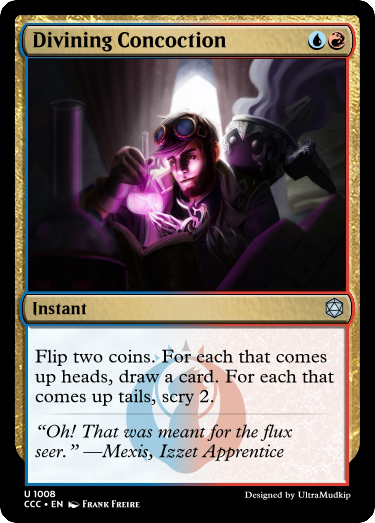 Divining Concoction
Instant
Flip two coins. For each that comes
up heads, draw a card. For each that
comes up tails, scry 2.
“Oh! That was meant for the flux
seer.” —Mexis, Izzet Apprentice
U 1008
CCC • EN FRANK FREIRE
Designed by UltraMudkip